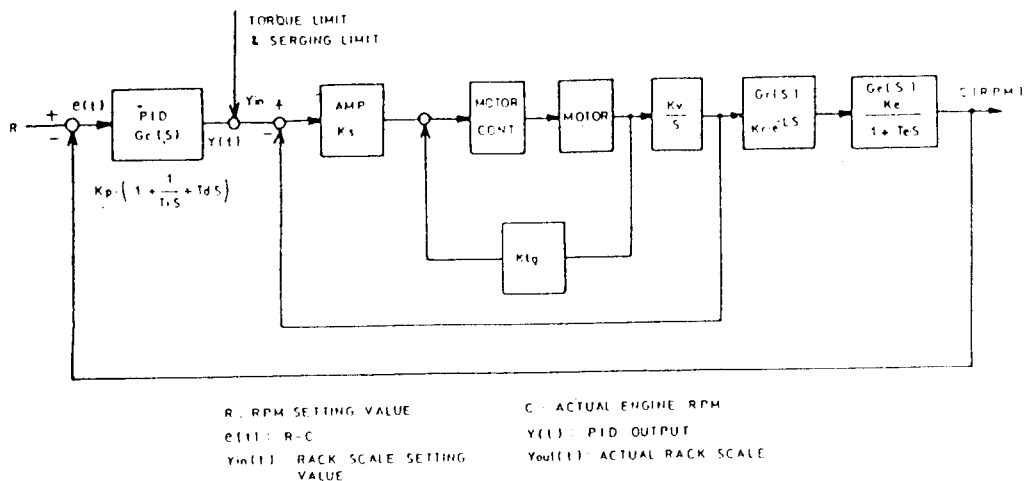 TORQUE LIMIT
& SERGING LIMIT
R
+
-
e(t)
PID
Gc(S)
Y(t)
Yin
+
-
AMP
Ks
MOTOR
CONT
MOTOR
Kv
S
Gr(S)
Kr·e-LS
Ge(S)
Ke
1 + TeS
C(RPM)
Kp·(1 + 1/TiS + TdS)
Ktg
R : RPM SETTING VALUE
C : ACTUAL ENGINE RPM
e(t) : R-C
Y(t) : PID OUTPUT
Yin(t) : RACK SCALE SETTING
VALUE
Yout(t) : ACTUAL RACK SCALE